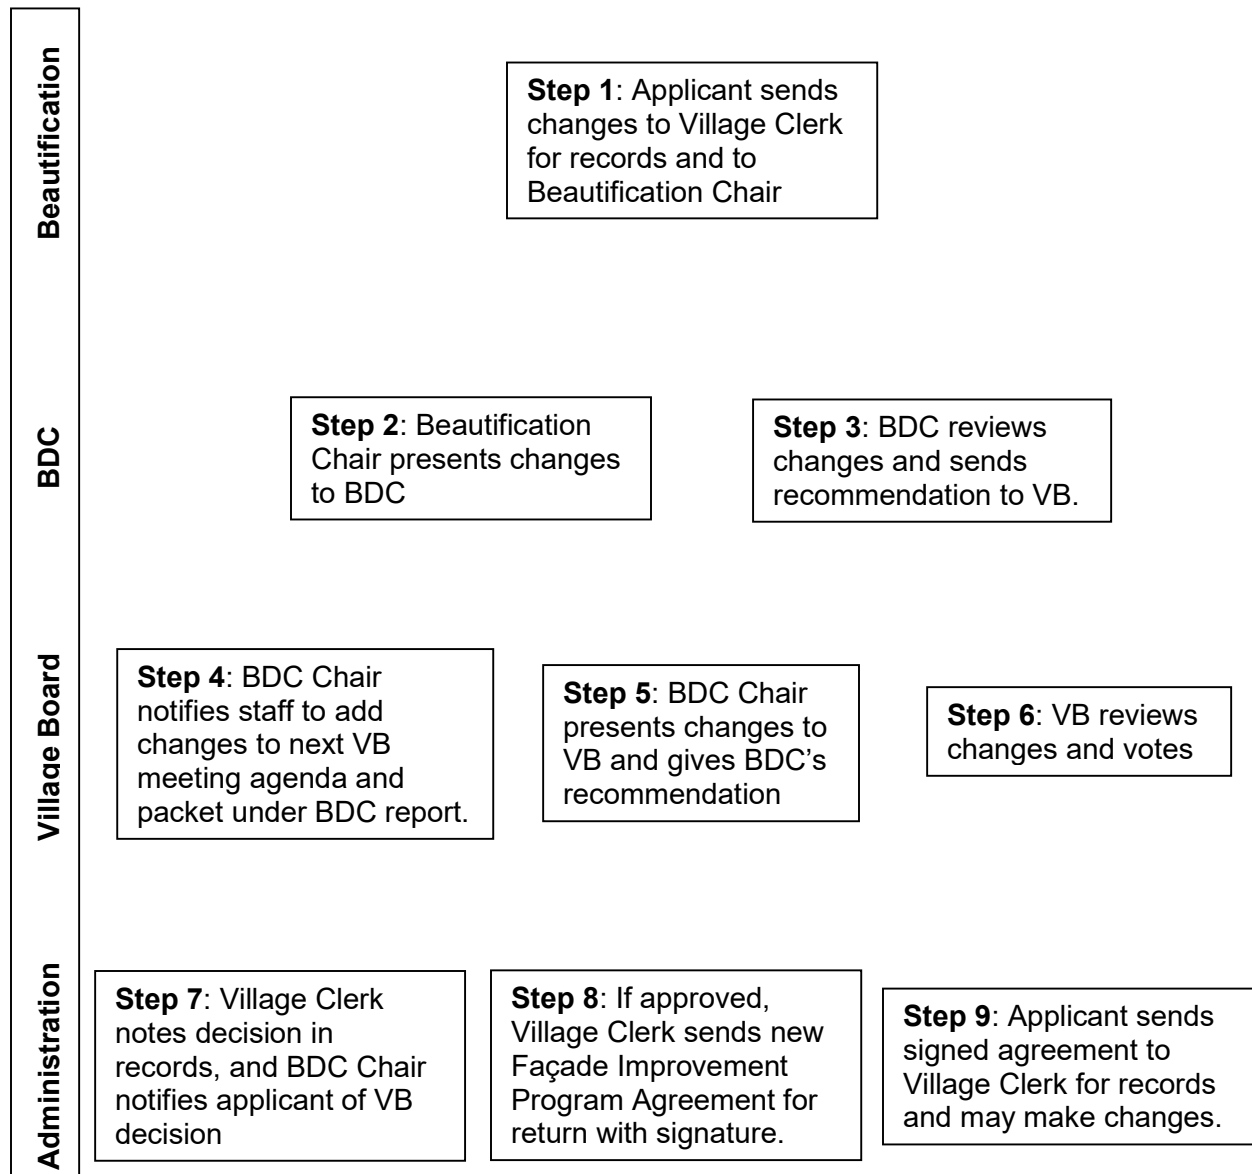 Beautification
Step 1: Applicant sends
changes to Village Clerk
for records and to
Beautification Chair
BDC
Step 2: Beautification
Chair presents changes
to BDC
Step 3: BDC reviews
changes and sends
recommendation to VB.
Village Board
Step 4: BDC Chair
notifies staff to add
changes to next VB
meeting agenda and
packet under BDC report.
Step 5: BDC Chair
presents changes to
VB and gives BDC’s
recommendation
Step 6: VB reviews
changes and votes
Administration
Step 7: Village Clerk
notes decision in
records, and BDC Chair
notifies applicant of VB
decision
Step 8: If approved,
Village Clerk sends new
Façade Improvement
Program Agreement for
return with signature.
Step 9: Applicant sends
signed agreement to
Village Clerk for records
and may make changes.